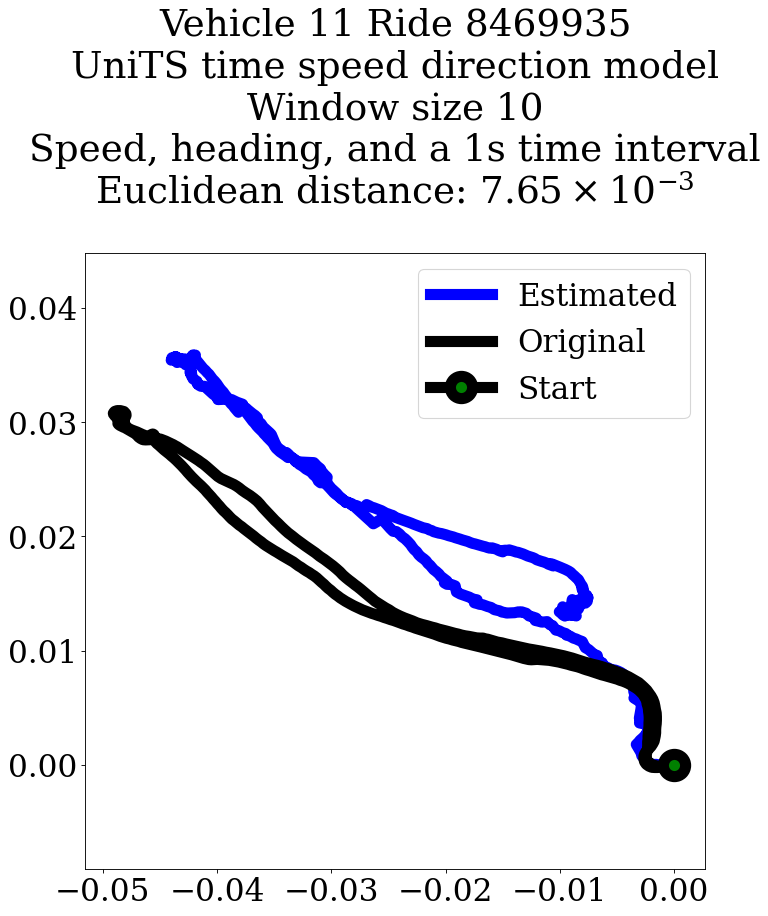 Vehicle 11 Ride 8469935
UniTS time speed direction model
Window size 10
Speed, heading, and a 1s time interval
Euclidean distance: 7.65 × 10⁻³
Estimated
Original
Start
0.04
0.03
0.02
0.01
0.00
−0.05 −0.04 −0.03 −0.02 −0.01 0.00